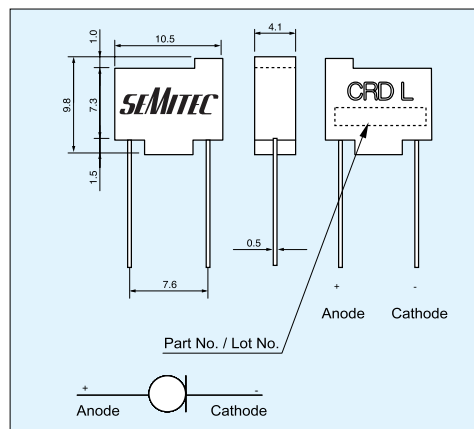 10.5
4.1
1.0
9.8
7.3
1.5
SEMITEC
CRD L
0.5
7.6
+ -
Anode Cathode
Part No. / Lot No.
+ -
Anode Cathode